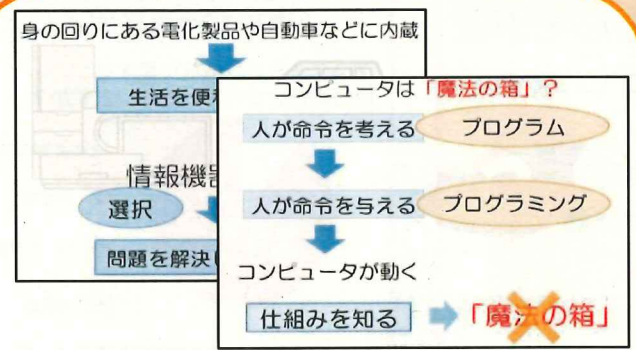 身の回りにある電化製品や自動車などに内蔵
生活を便
情報機
選択
問題を解決
コンピュータは「魔法の箱」?
人が命令を考える プログラム
人が命令を与える プログラミング
コンピュータが動く
仕組みを知る 「魔法の箱」